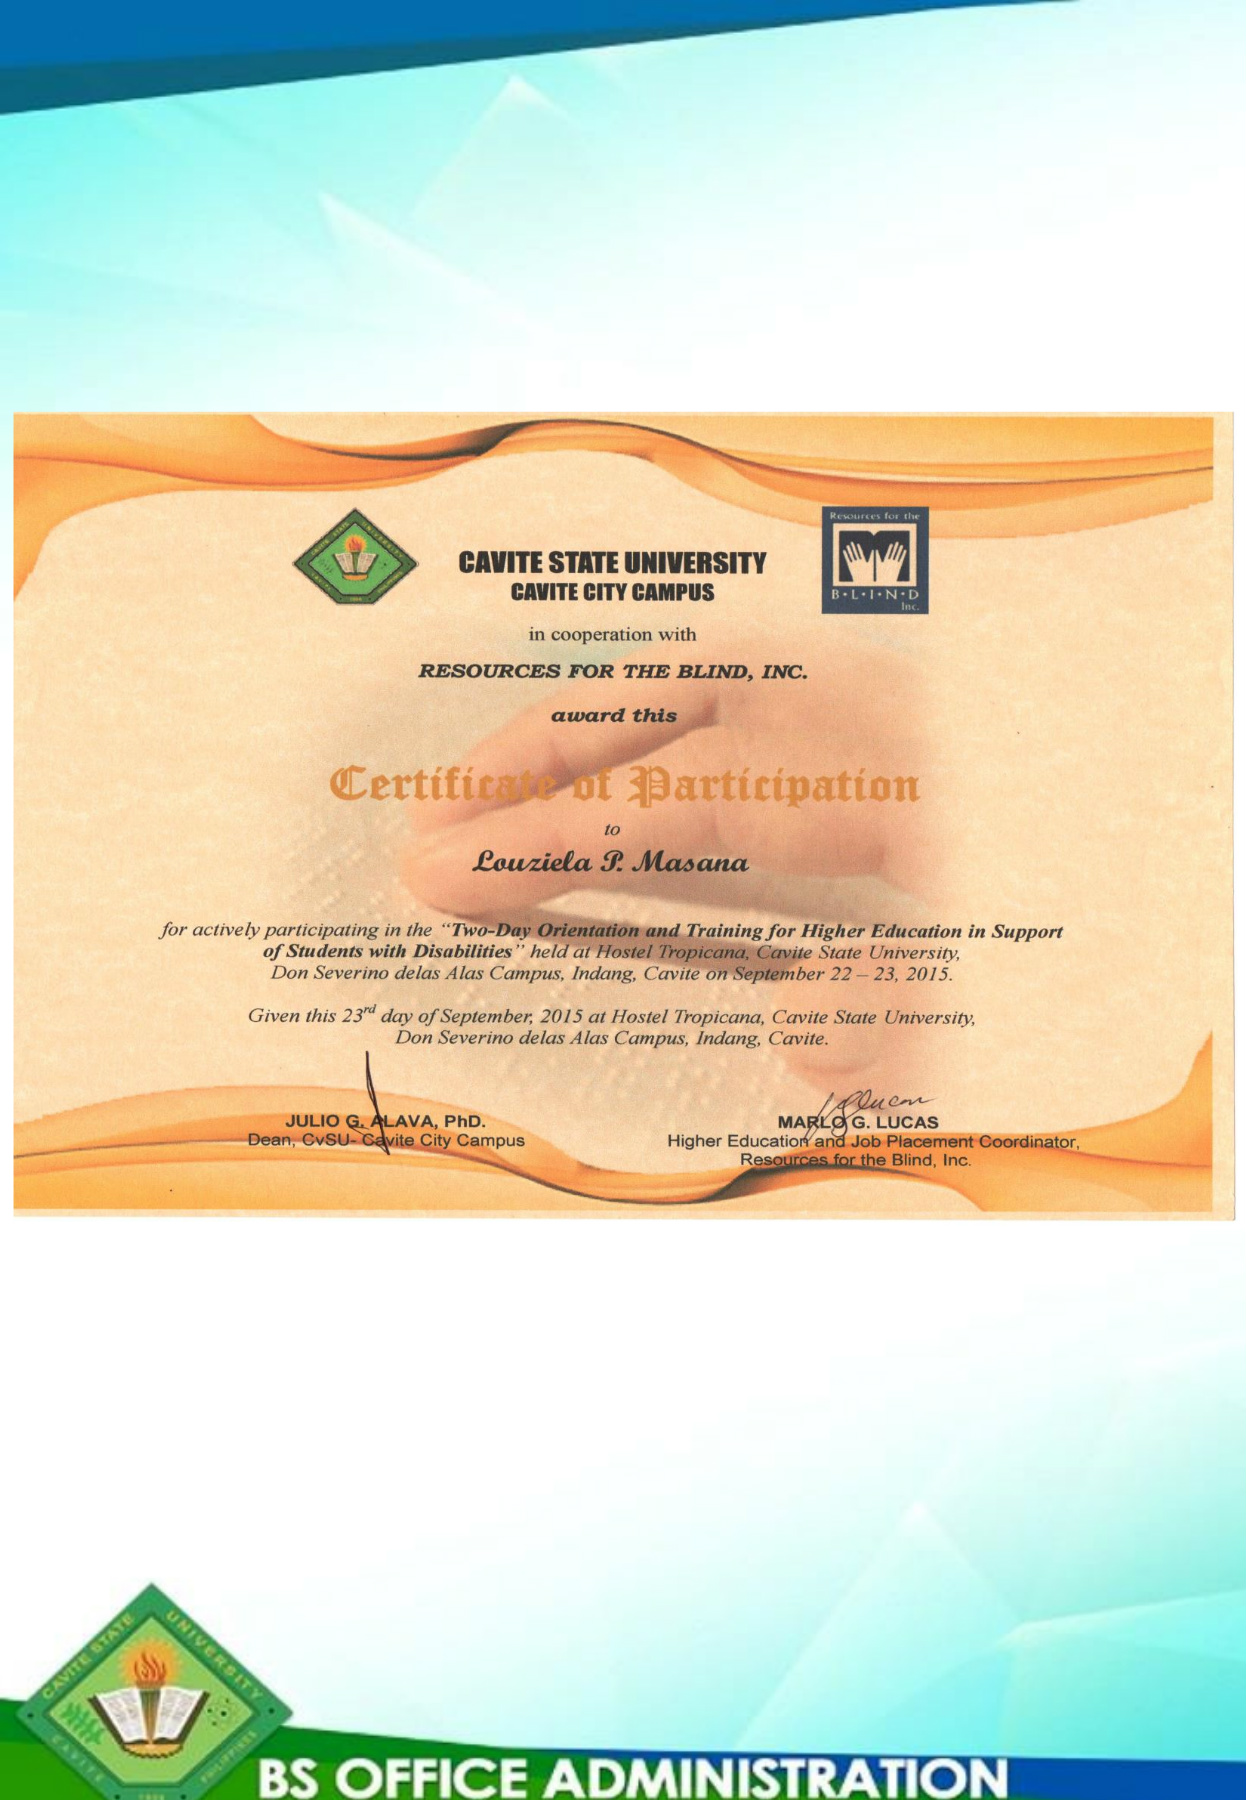 Resources for the
B•L•I•N•D
Inc.
CAVITE STATE UNIVERSITY
CAVITE CITY CAMPUS
in cooperation with
RESOURCES FOR THE BLIND, INC.
award this
Certificate of Participation
to
Louziela P. Masana
for actively participating in the “Two-Day Orientation and Training for Higher Education in Support
of Students with Disabilities” held at Hostel Tropicana, Cavite State University,
Don Severino delas Alas Campus, Indang, Cavite on September 22 – 23, 2015.
Given this 23rd day of September, 2015 at Hostel Tropicana, Cavite State University,
Don Severino delas Alas Campus, Indang, Cavite.
JULIO G. ALAVA, PhD.
Dean, CvSU- Cavite City Campus
MARLO G. LUCAS
Higher Education and Job Placement Coordinator,
Resources for the Blind, Inc.
CAVITE STATE UNIVERSITY
CAVITE PHILIPPINES
BS OFFICE ADMINISTRATION